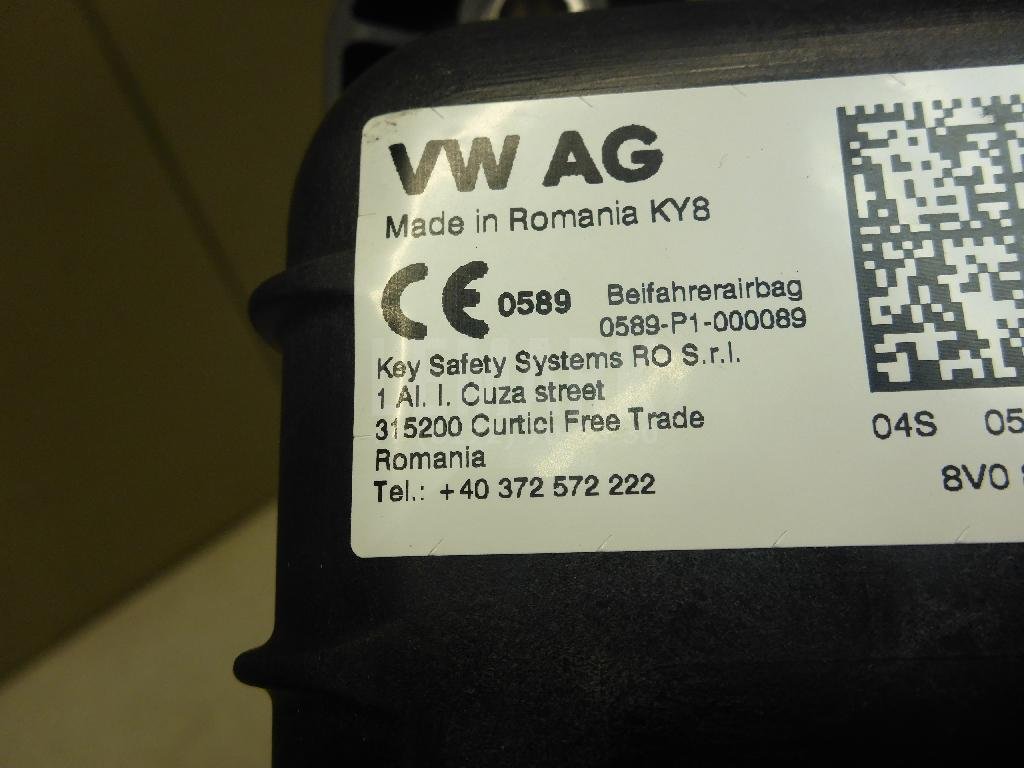 VW AG
Made in Romania KY8
CE 0589 Beifahrerairbag
0589-P1-000089
Key Safety Systems RO S.r.l.
1 Al. I. Cuza street
315200 Curtici Free Trade
Romania
Tel.: +40 372 572 222
04S 05
8V0